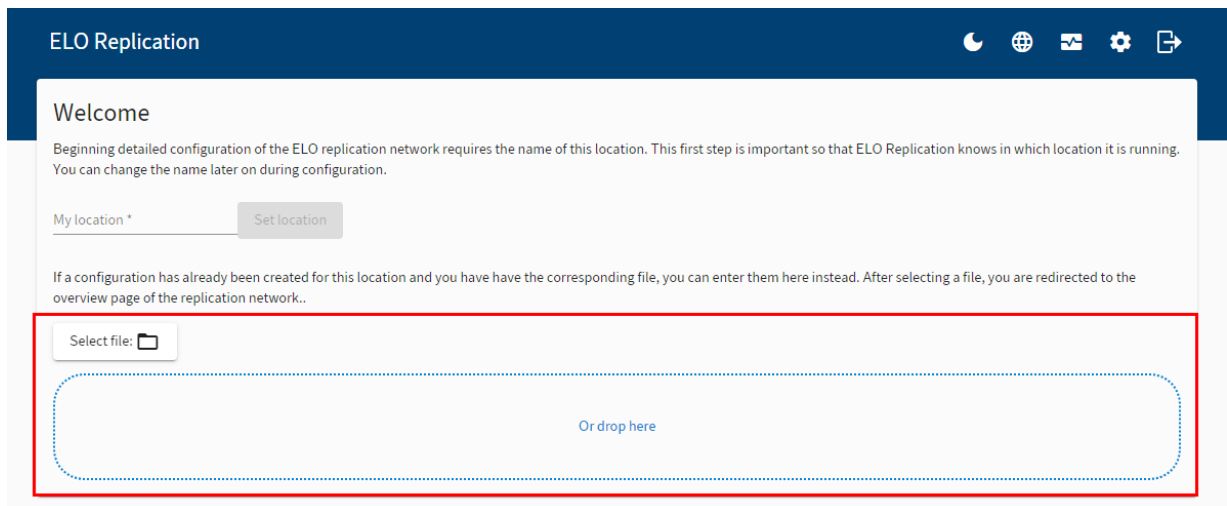 ELO Replication
Welcome
Beginning detailed configuration of the ELO replication network requires the name of this location. This first step is important so that ELO Replication knows in which location it is running.
You can change the name later on during configuration.
My location *
Set location
If a configuration has already been created for this location and you have have the corresponding file, you can enter them here instead. After selecting a file, you are redirected to the
overview page of the replication network..
Select file:
Or drop here